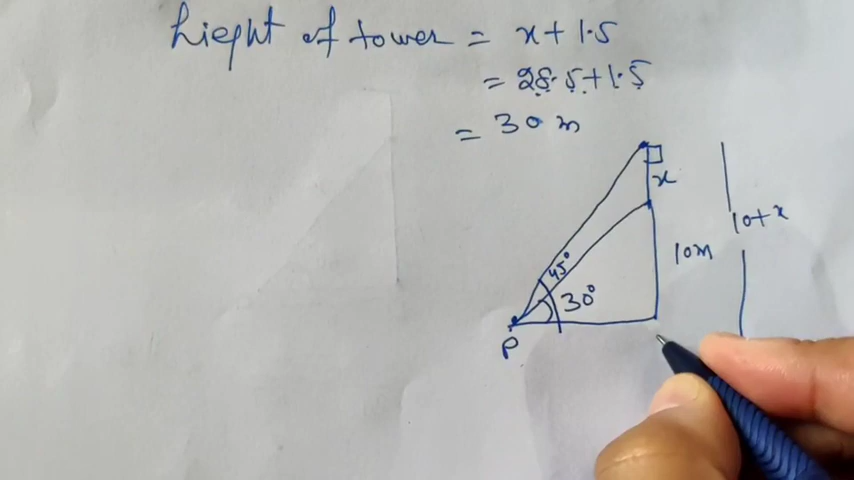 height of tower = x + 1.5
= 28.5 + 1.5
= 30 m
x
10+x
10m
45°
30°
P